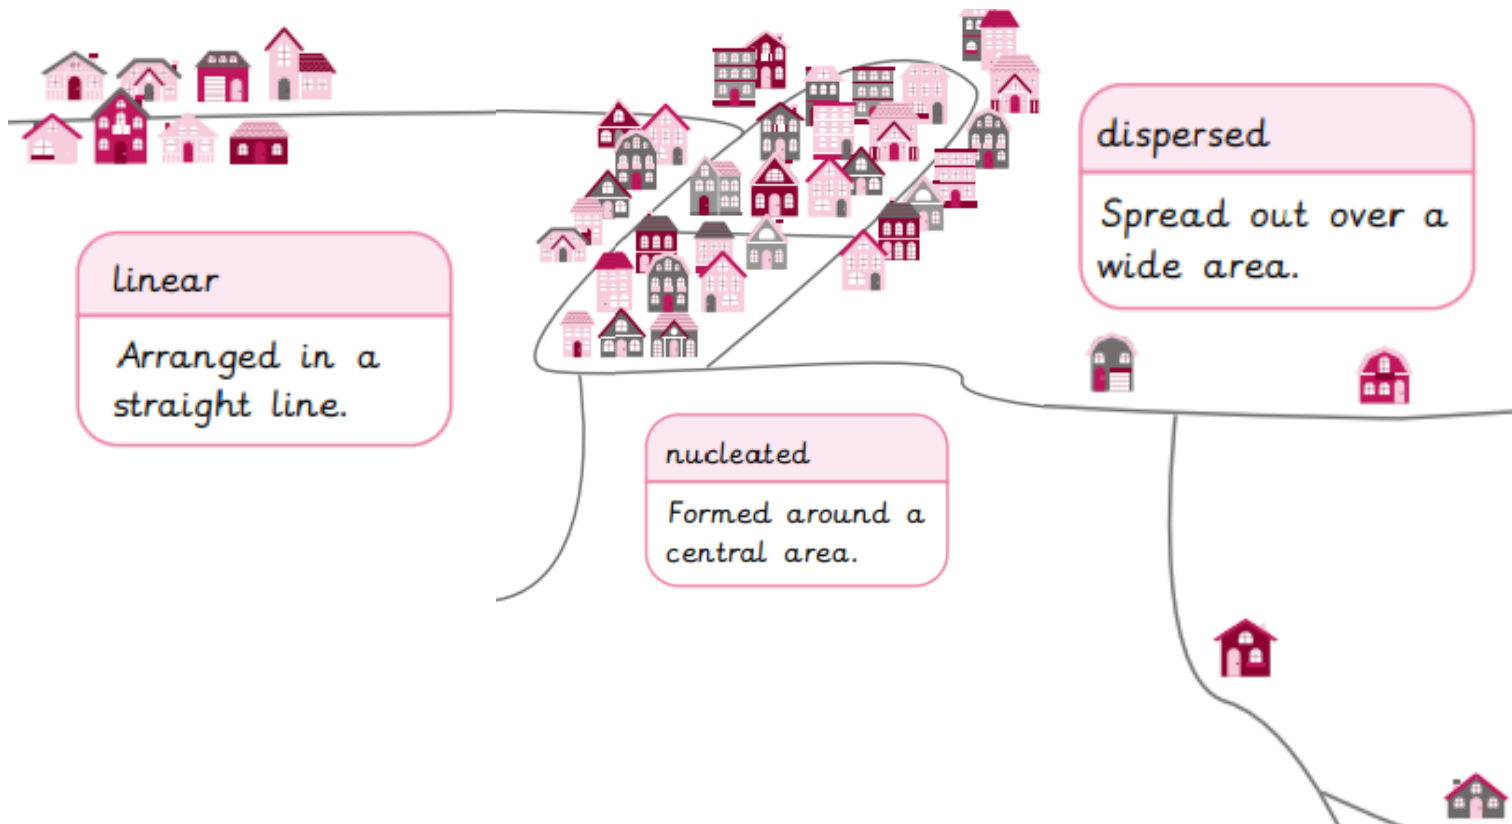 linear
Arranged in a
straight line.
nucleated
Formed around a
central area.
dispersed
Spread out over a
wide area.